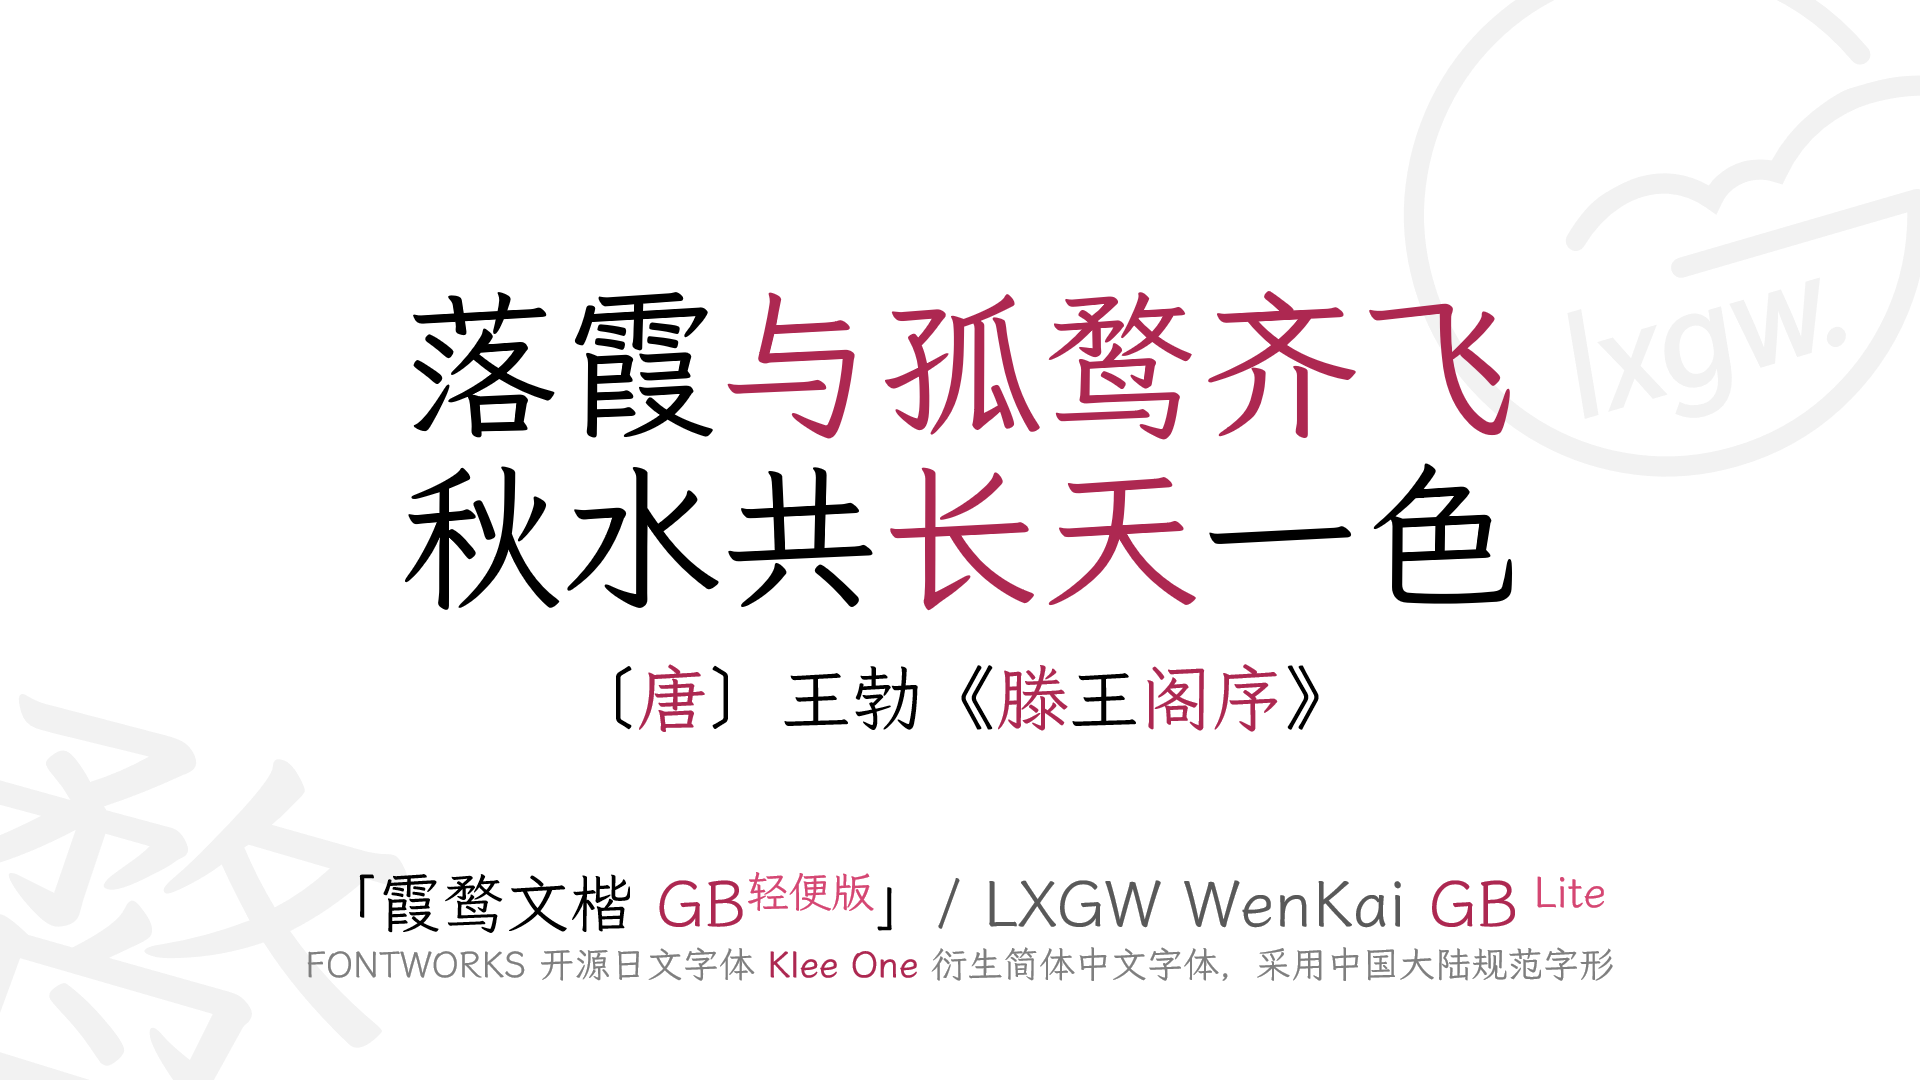 落霞与孤鹜齐飞
秋水共长天一色
〔唐〕王勃《滕王阁序》
「霞鹜文楷 GB轻便版」/ LXGW WenKai GB Lite
FONTWORKS 开源日文字体 Klee One 衍生简体中文字体，采用中国大陆规范字形
lxgw.
鹜